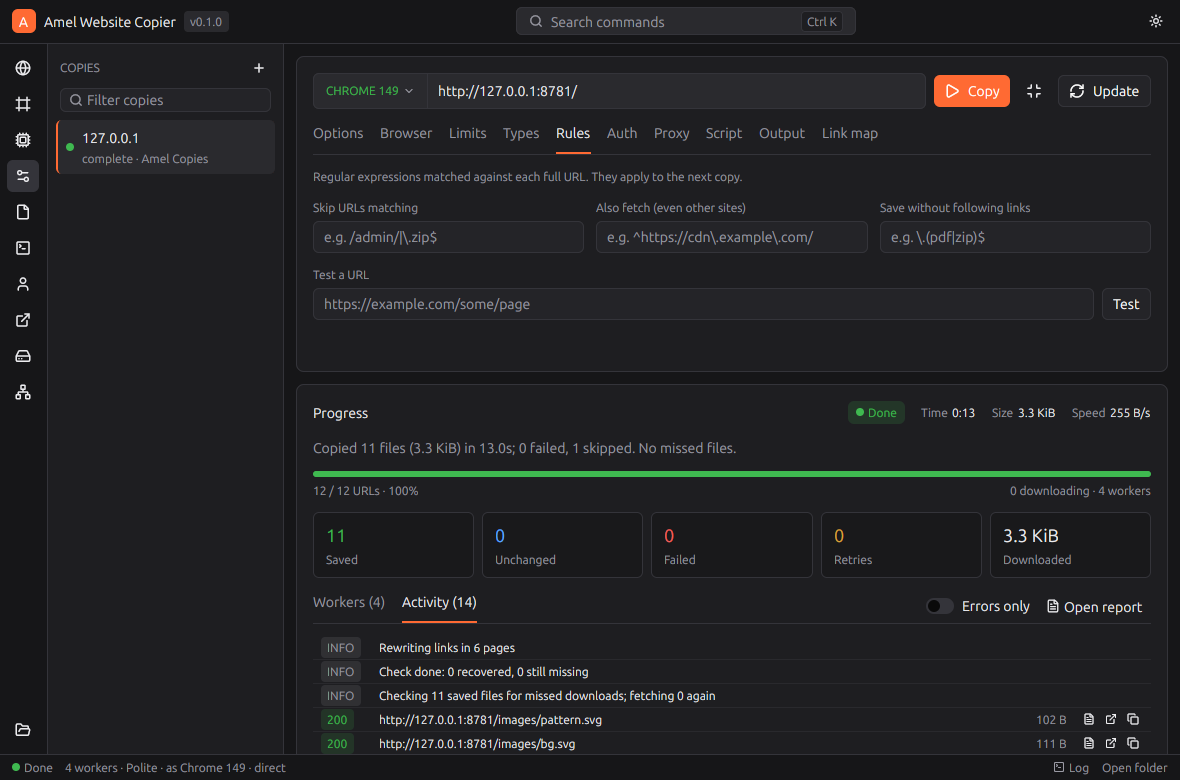 A Amel Website Copier v0.1.0 Search commands Ctrl K
COPIES +
Filter copies
127.0.0.1
complete · Amel Copies
CHROME 149 http://127.0.0.1:8781/ Copy Update
Options Browser Limits Types Rules Auth Proxy Script Output Link map
Regular expressions matched against each full URL. They apply to the next copy.
Skip URLs matching Also fetch (even other sites) Save without following links
e.g. /admin/|\.zip$ e.g. ^https://cdn\.example\.com/ e.g. \.(pdf|zip)$
Test a URL
https://example.com/some/page Test
Progress Done Time 0:13 Size 3.3 KiB Speed 255 B/s
Copied 11 files (3.3 KiB) in 13.0s; 0 failed, 1 skipped. No missed files.
12 / 12 URLs · 100% 0 downloading · 4 workers
11 0 0 0 3.3 KiB
Saved Unchanged Failed Retries Downloaded
Workers (4) Activity (14) Errors only Open report
INFO Rewriting links in 6 pages
INFO Check done: 0 recovered, 0 still missing
INFO Checking 11 saved files for missed downloads; fetching 0 again
200 http://127.0.0.1:8781/images/pattern.svg 102 B
200 http://127.0.0.1:8781/images/bg.svg 111 B
Done 4 workers · Polite · as Chrome 149 · direct Log Open folder